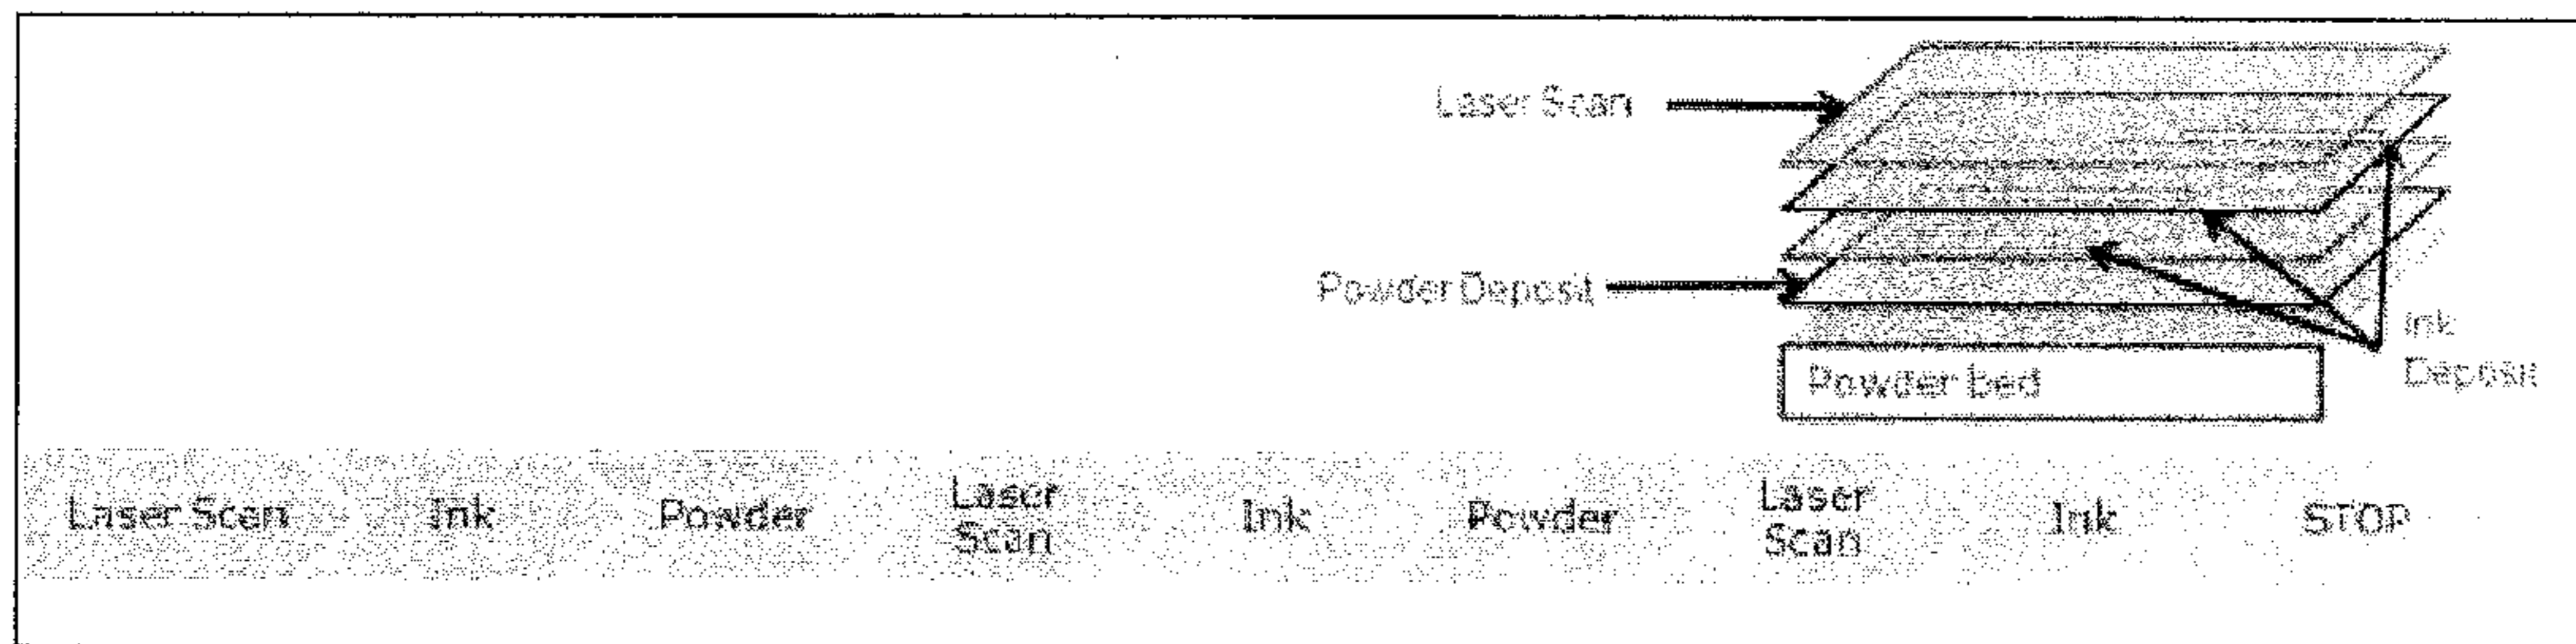 Laser Scan
Powder Deposit
Ink
Deposit
Powder bed
Laser Scan
Ink
Powder
Laser
Scan
Ink
Powder
Laser
Scan
Ink
STOP